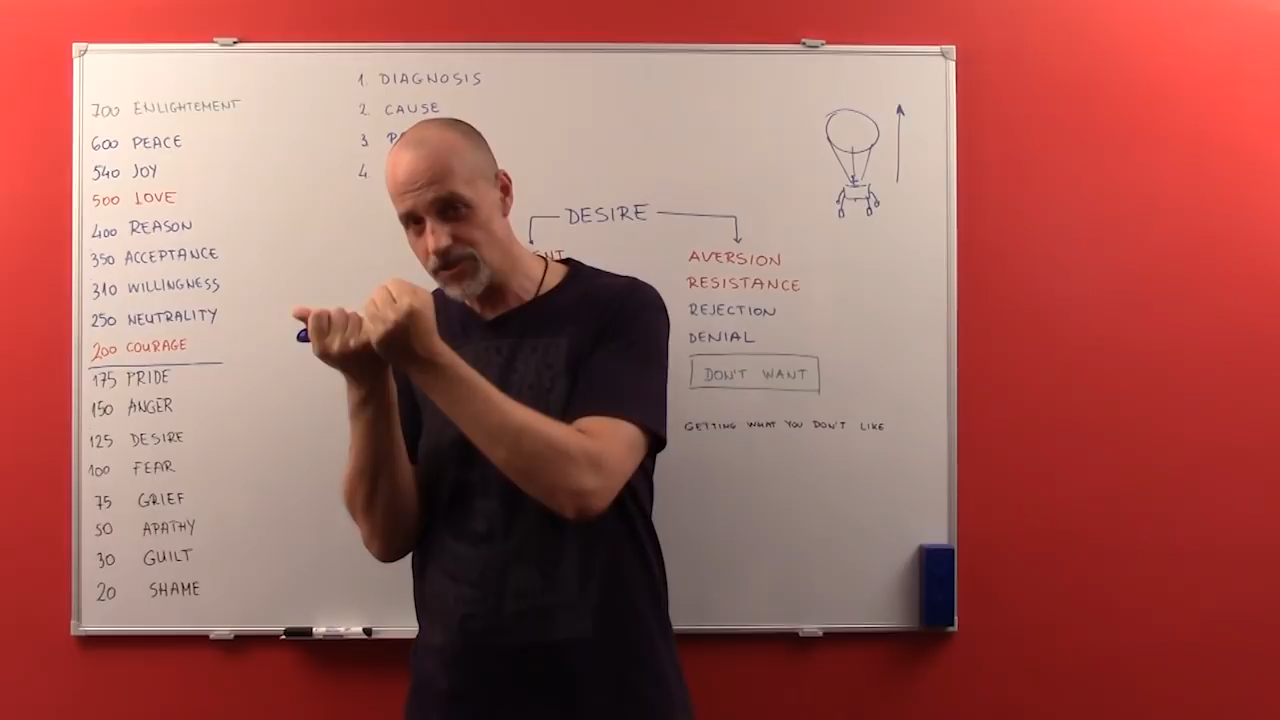 700 ENLIGHTEMENT
600 PEACE
540 JOY
500 LOVE
400 REASON
350 ACCEPTANCE
310 WILLINGNESS
250 NEUTRALITY
200 COURAGE
175 PRIDE
150 ANGER
125 DESIRE
100 FEAR
75 GRIEF
50 APATHY
30 GUILT
20 SHAME
1. DIAGNOSIS
2. CAUSE
3.
4.
DESIRE
AVERSION
RESISTANCE
REJECTION
DENIAL
DON'T WANT
GETTING WHAT YOU DON'T LIKE